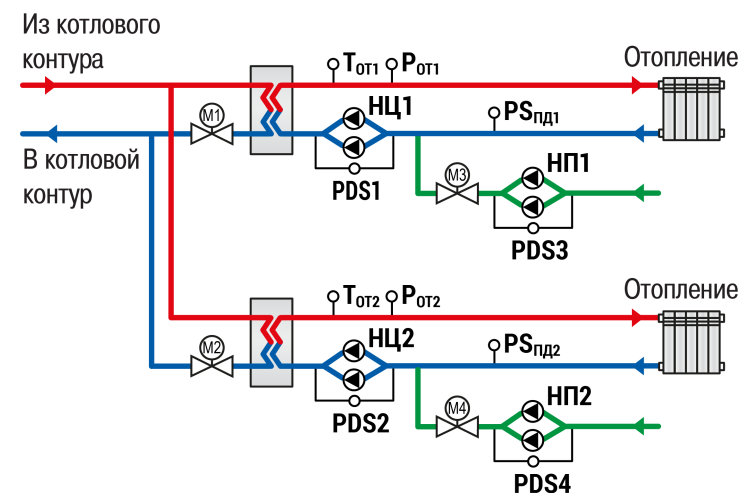 Из котлового
контура
Tот1 Pот1
Отопление
M1
НЦ1
PSпд1
В котловой
контур
PDS1
M3
НП1
PDS3
Tот2 Pот2
Отопление
M2
НЦ2
PSпд2
PDS2
M4
НП2
PDS4